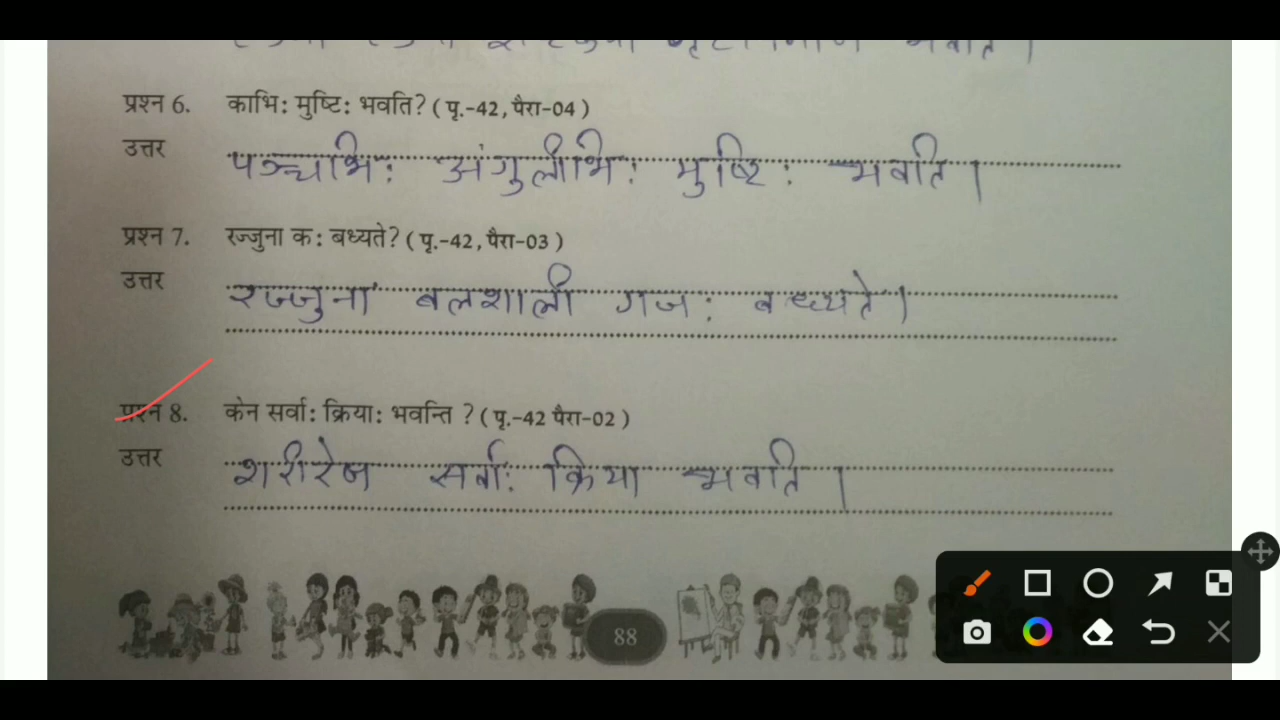 भवति।
प्रश्न 6. काभि: मुष्टि: भवति? ( पृ.-42, पैरा-04 )
उत्तर पञ्चाभि: अंगुलीभि: मुष्टि: भवति।
प्रश्न 7. रज्जुना क: बध्यते? ( पृ.-42, पैरा-03 )
उत्तर रज्जुना बलशाली गज: बध्यते।
प्रश्न 8. केन सर्वा: क्रिया: भवन्ति ? ( पृ.-42 पैरा-02 )
उत्तर शरीरेण सर्वा: क्रिया भवति।
88